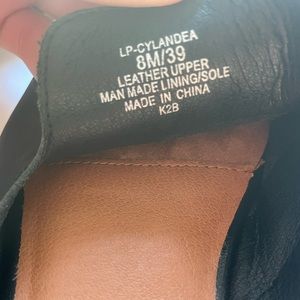 LP-CYLANDEA
8M/39
LEATHER UPPER
MAN MADE LINING/SOLE
MADE IN CHINA
K2B